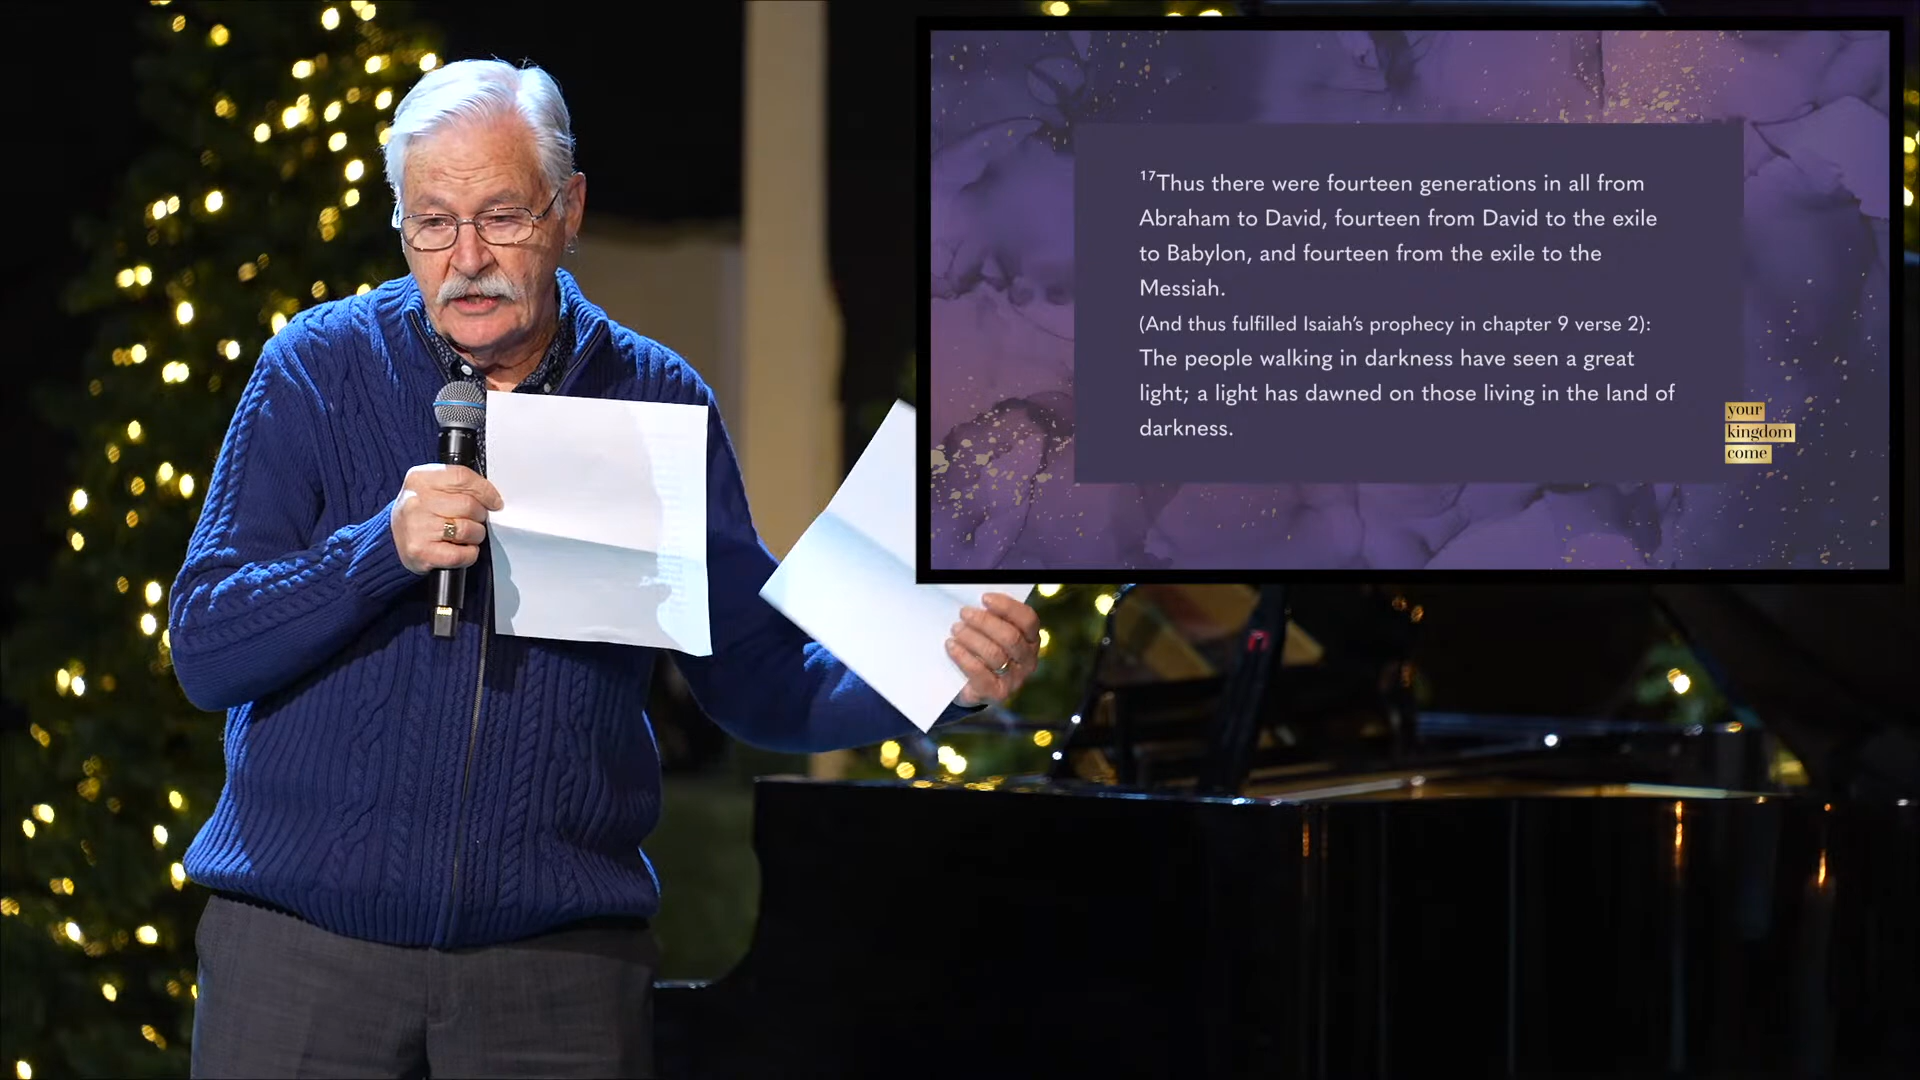 ¹⁷Thus there were fourteen generations in all from
Abraham to David, fourteen from David to the exile
to Babylon, and fourteen from the exile to the
Messiah.
(And thus fulfilled Isaiah’s prophecy in chapter 9 verse 2):
The people walking in darkness have seen a great
light; a light has dawned on those living in the land of
darkness.
your
kingdom
come